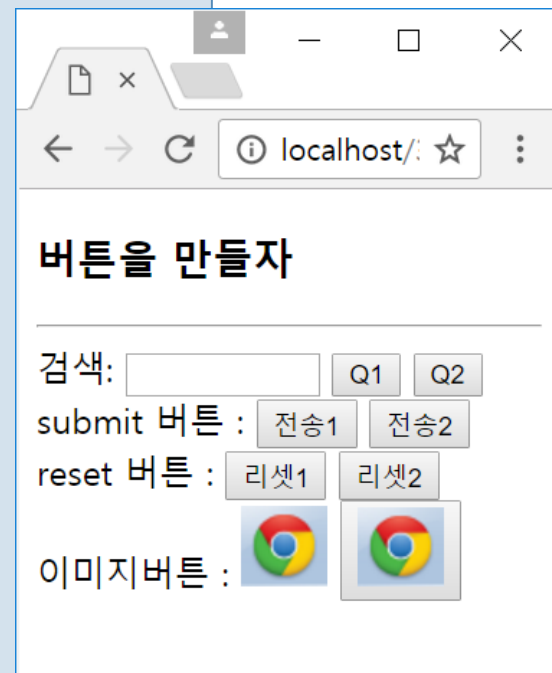 localhost/
버튼을 만들자
검색: Q1 Q2
submit 버튼 : 전송1 전송2
reset 버튼 : 리셋1 리셋2
이미지버튼 :